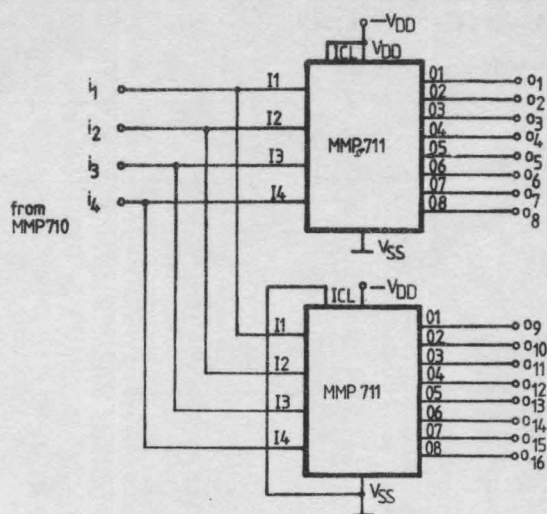 −VDD
ICL VDD
i1 I1 01 o1
02 o2
i2 I2 03 o3
04 o4
MMP 711
i3 I3 05 o5
06 o6
i4 I4 07 o7
08 o8
from
MMP710
VSS
−VDD
ICL
I1 01 o9
02 o10
I2 03 o11
04 o12
MMP 711
I3 05 o13
06 o14
I4 07 o15
08 o16
VSS